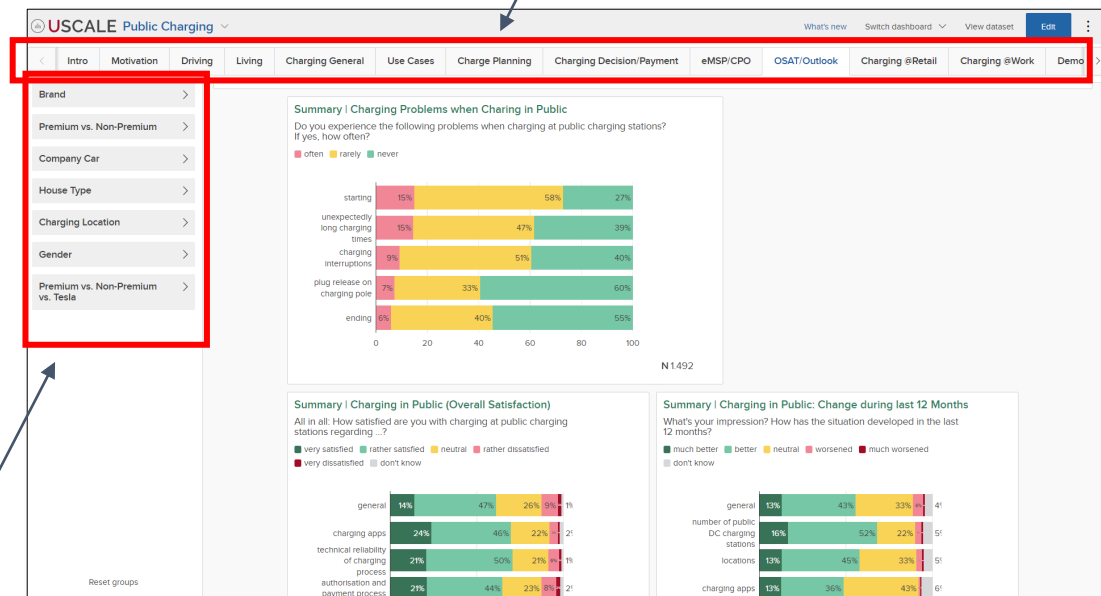 USCALE Public Charging
What's new
Switch dashboard
View dataset
Edit
Intro
Motivation
Driving
Living
Charging General
Use Cases
Charge Planning
Charging Decision/Payment
eMSP/CPO
OSAT/Outlook
Charging @Retail
Charging @Work
Demo
Brand
Premium vs. Non-Premium
Company Car
House Type
Charging Location
Gender
Premium vs. Non-Premium
vs. Tesla
Reset groups
Summary | Charging Problems when Charing in Public
Do you experience the following problems when charging at public charging stations?
If yes, how often?
often rarely never
starting 15% 58% 27%
unexpectedly
long charging 15% 47% 39%
times
charging
interruptions 9% 51% 40%
plug release on
charging pole 7% 33% 60%
ending 6% 40% 55%
0 20 40 60 80 100
N 1.492
Summary | Charging in Public (Overall Satisfaction)
All in all: How satisfied are you with charging at public charging
stations regarding ...?
very satisfied rather satisfied neutral rather dissatisfied
very dissatisfied don't know
general 14% 47% 26% 9% 1%
charging apps 24% 46% 22%
technical reliability
of charging 21% 50% 21%
process
authorisation and
payment process 21% 44% 23% 8%
Summary | Charging in Public: Change during last 12 Months
What's your impression? How has the situation developed in the last
12 months?
much better better neutral worsened much worsened
don't know
general 13% 43% 33%
number of public
DC charging 16% 52% 22%
stations
locations 13% 45% 33%
charging apps 13% 36% 43%